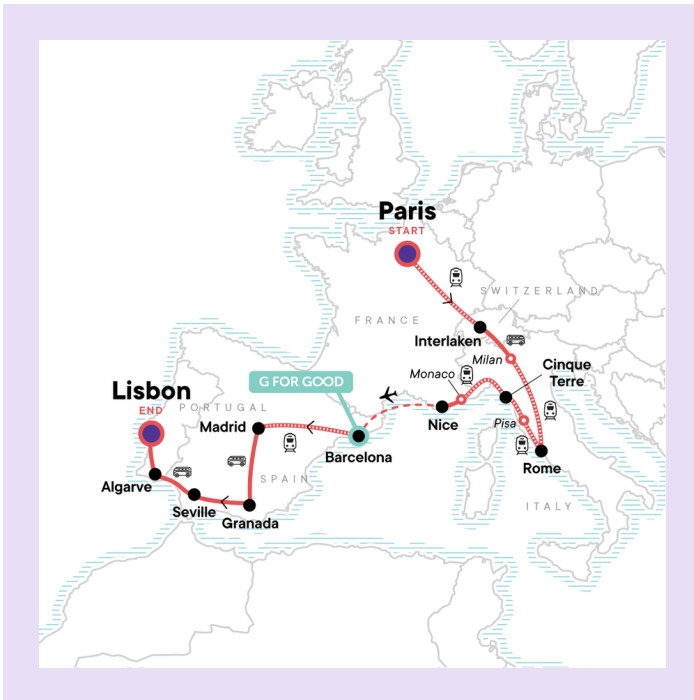 Paris
START
SWITZERLAND
FRANCE
Interlaken
Milan
Monaco
Cinque
Terre
G FOR GOOD
Lisbon
END
PORTUGAL
Nice
Madrid
Pisa
Barcelona
Rome
SPAIN
Algarve
Seville
Granada
ITALY